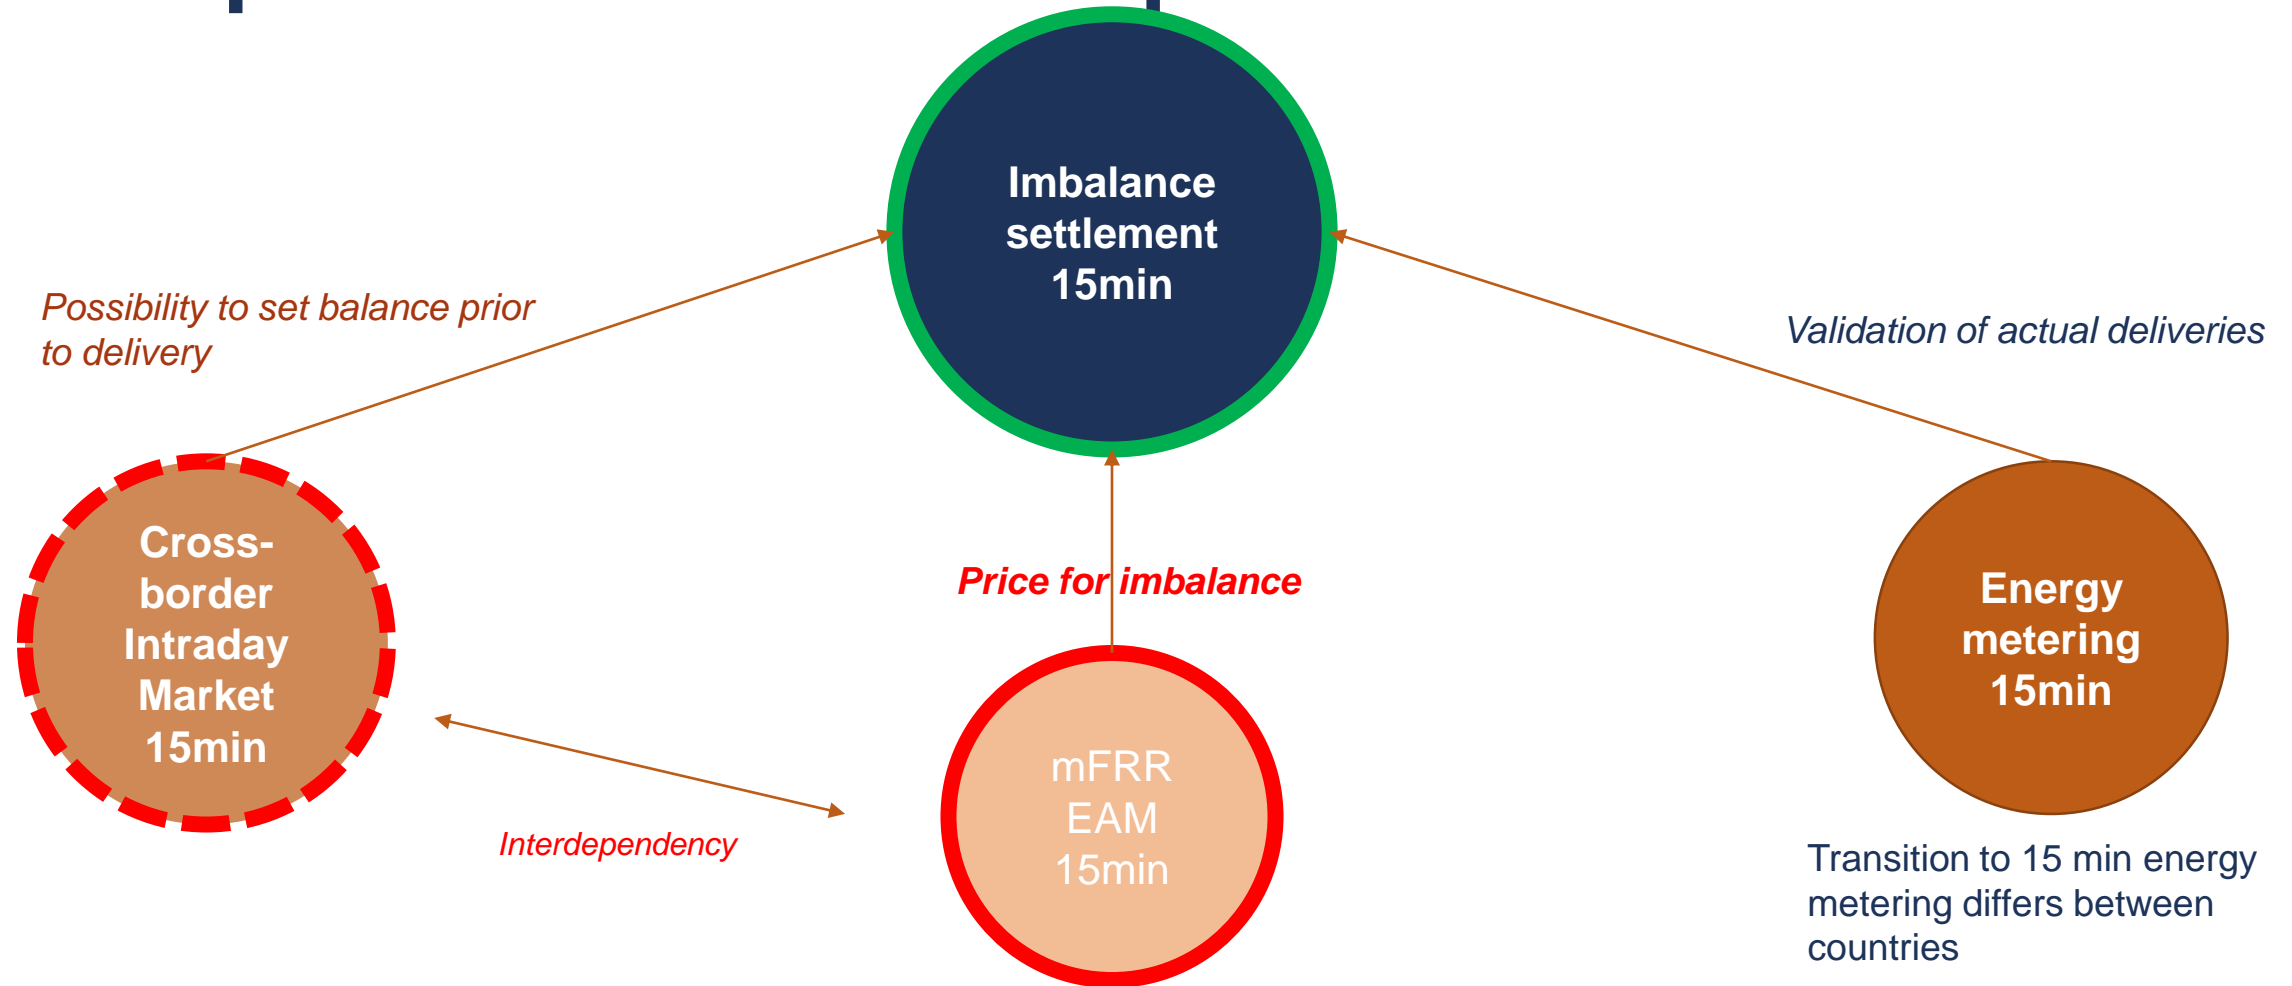 Imbalance
settlement
15min
Possibility to set balance prior
to delivery
Validation of actual deliveries
Cross-
border
Intraday
Market
15min
Price for imbalance
Energy
metering
15min
mFRR
EAM
15min
Interdependency
Transition to 15 min energy
metering differs between
countries